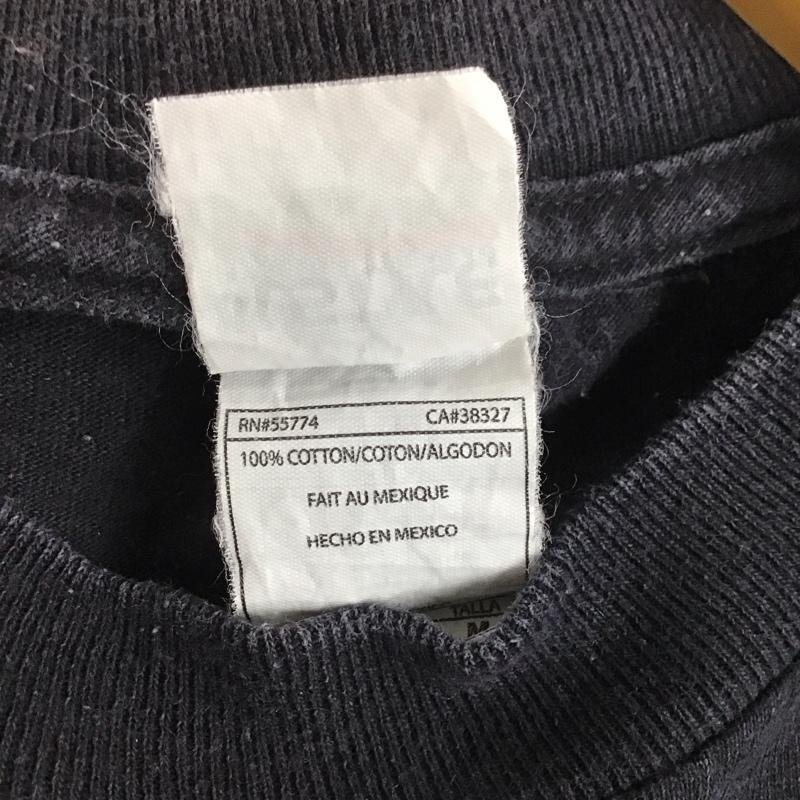 RN#55774 CA#38327
100% COTTON/COTON/ALGODON
FAIT AU MEXIQUE
HECHO EN MEXICO
TALLA
M